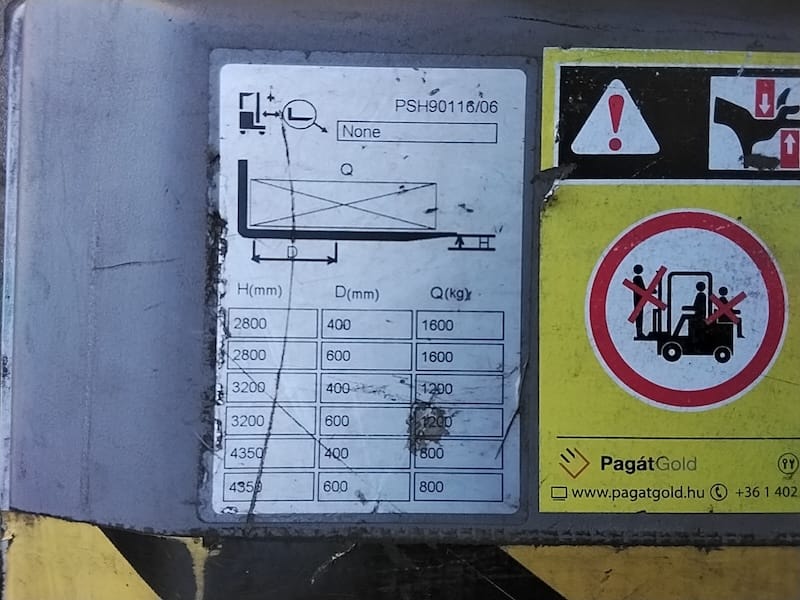 PSH90116/06
None
Q
H
D
H(mm) D(mm) Q(kg)
2800 400 1600
2800 600 1600
3200 400 1200
3200 600 1200
4350 400 800
4350 600 800
PagátGold
www.pagatgold.hu +36 1 402